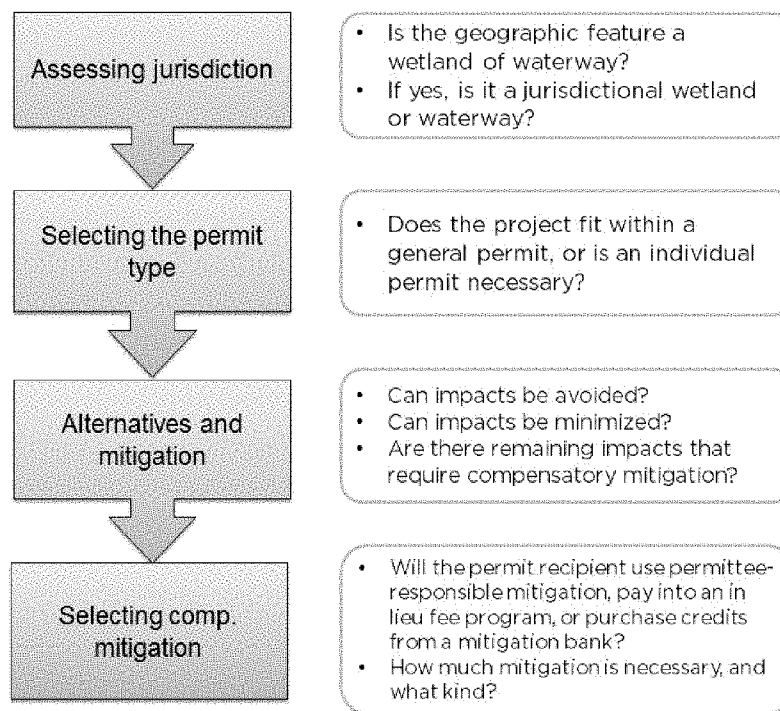 Assessing jurisdiction
• Is the geographic feature a
wetland of waterway?
• If yes, is it a jurisdictional wetland
or waterway?
Selecting the permit
type
• Does the project fit within a
general permit, or is an individual
permit necessary?
Alternatives and
mitigation
• Can impacts be avoided?
• Can impacts be minimized?
• Are there remaining impacts that
require compensatory mitigation?
Selecting comp.
mitigation
• Will the permit recipient use permittee-
responsible mitigation, pay into an in
lieu fee program, or purchase credits
from a mitigation bank?
• How much mitigation is necessary, and
what kind?